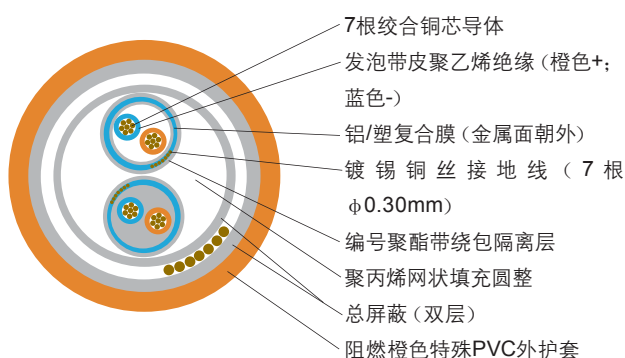 7根绞合铜芯导体
发泡带皮聚乙烯绝缘（橙色+；
蓝色-）
铝/塑复合膜（金属面朝外）
镀锡铜丝接地线（7根
ф0.30mm）
编号聚酯带绕包隔离层
聚丙烯网状填充圆整
总屏蔽（双层）
阻燃橙色特殊PVC外护套